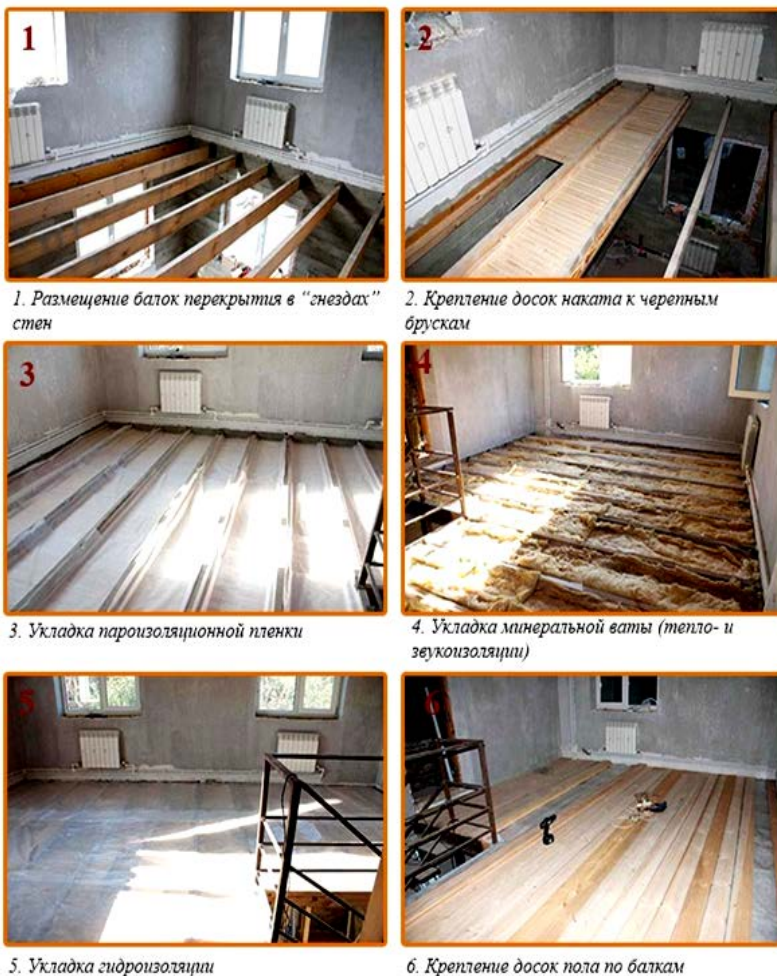 1
2
1. Размещение балок перекрытия в “гнездах”
стен
2. Крепление досок наката к черепным
брускам
3
4
3. Укладка пароизоляционной пленки
4. Укладка минеральной ваты (тепло- и
звукоизоляции)
5
6
5. Укладка гидроизоляции
6. Крепление досок пола по балкам